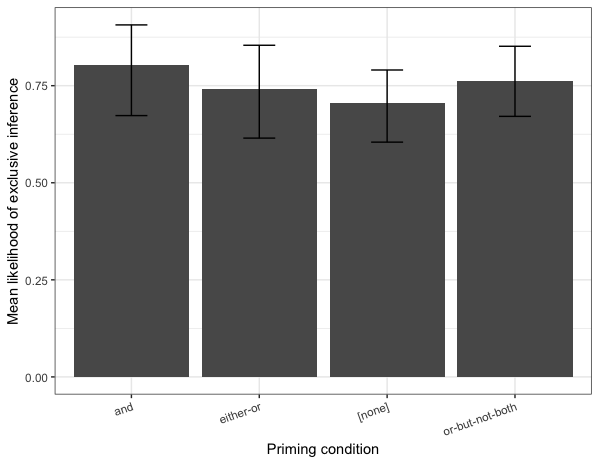 Mean likelihood of exclusive inference
0.75
0.50
0.25
0.00
and
either-or
[none]
or-but-not-both
Priming condition